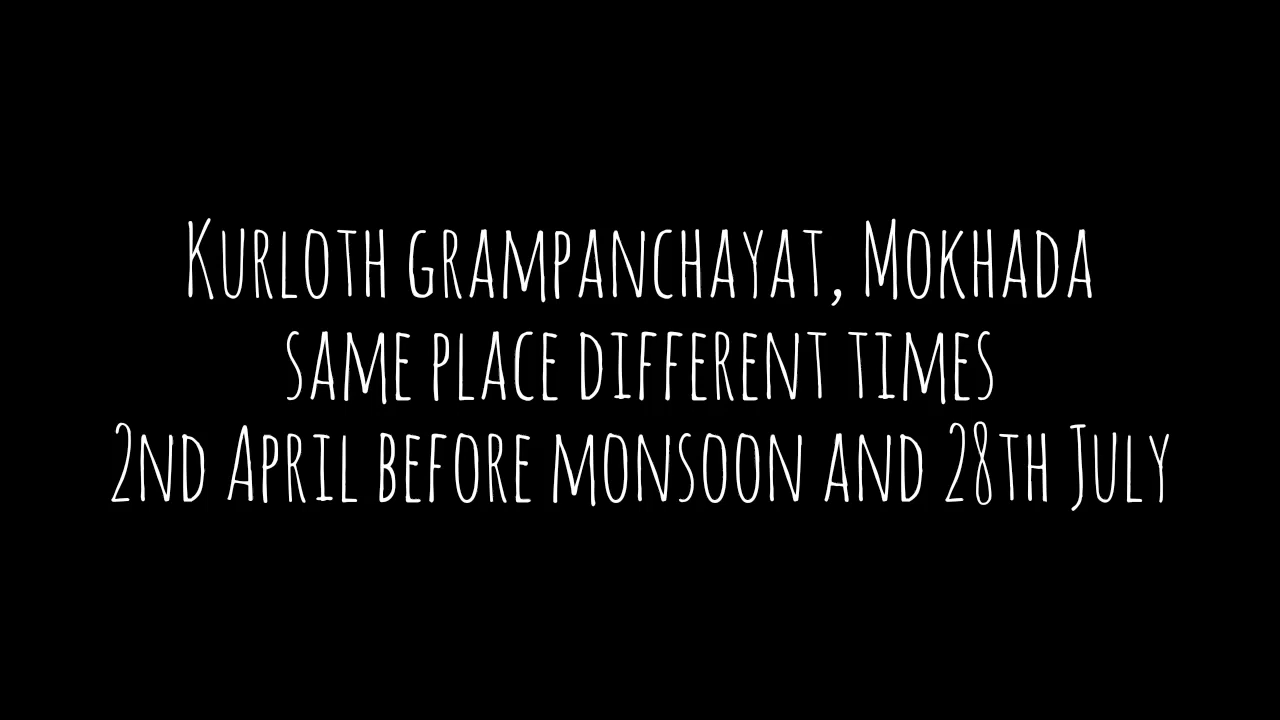 Kurloth grampanchayat, Mokhada
same place different times
2nd April before monsoon and 28th July